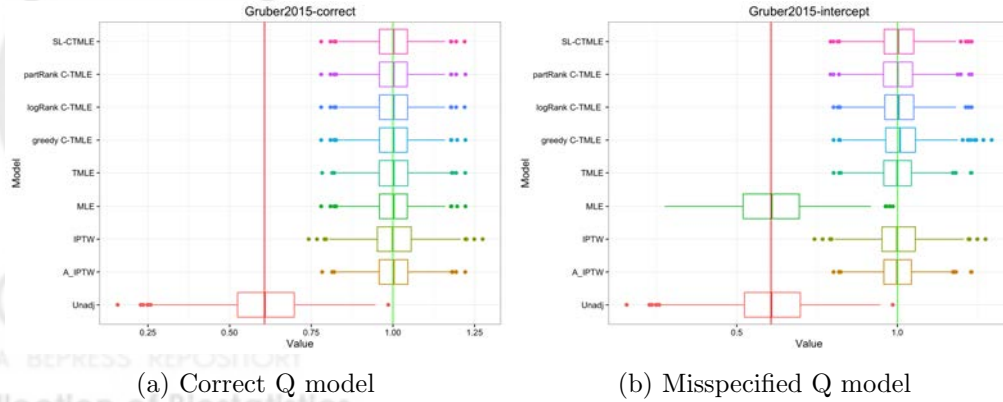 Gruber2015-correct
SL-CTMLE
partRank C-TMLE
logRank C-TMLE
greedy C-TMLE
TMLE
MLE
IPTW
A_IPTW
Unadj
Model
0.25
0.50
0.75
1.00
1.25
Value
(a) Correct Q model
Gruber2015-intercept
SL-CTMLE
partRank C-TMLE
logRank C-TMLE
greedy C-TMLE
TMLE
MLE
IPTW
A_IPTW
Unadj
Model
0.5
1.0
Value
(b) Misspecified Q model
A BEPRESS REPOSITORY